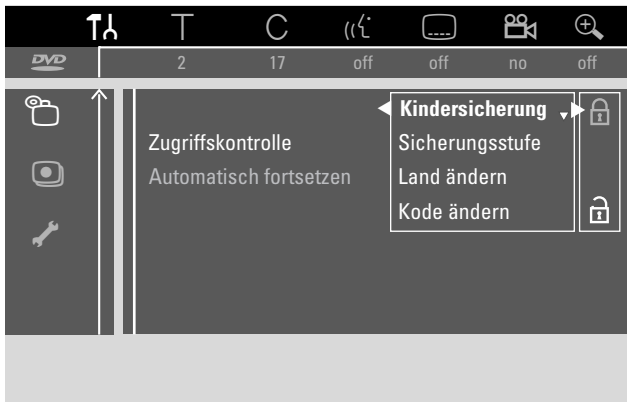 T C
DVD 2 17 off off no off
Kindersicherung
Zugriffskontrolle Sicherungsstufe
Automatisch fortsetzen Land ändern
Kode ändern